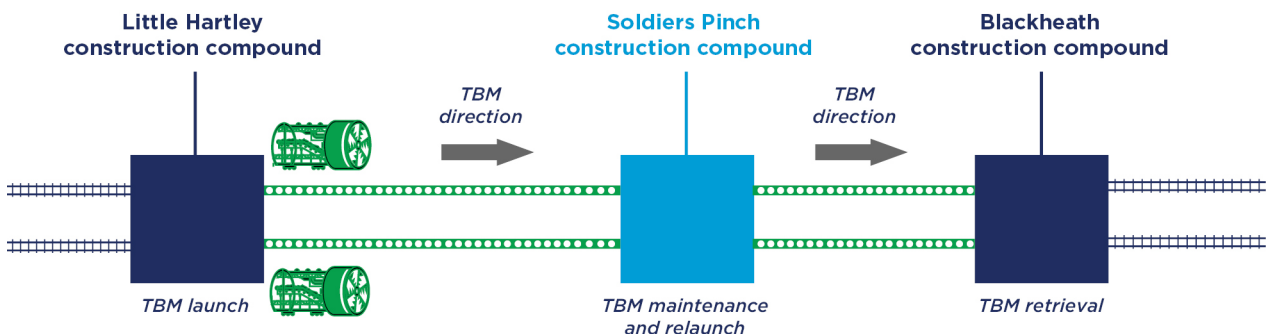 Little Hartley
construction compound
Soldiers Pinch
construction compound
Blackheath
construction compound
TBM
direction
TBM
direction
TBM launch
TBM maintenance
and relaunch
TBM retrieval